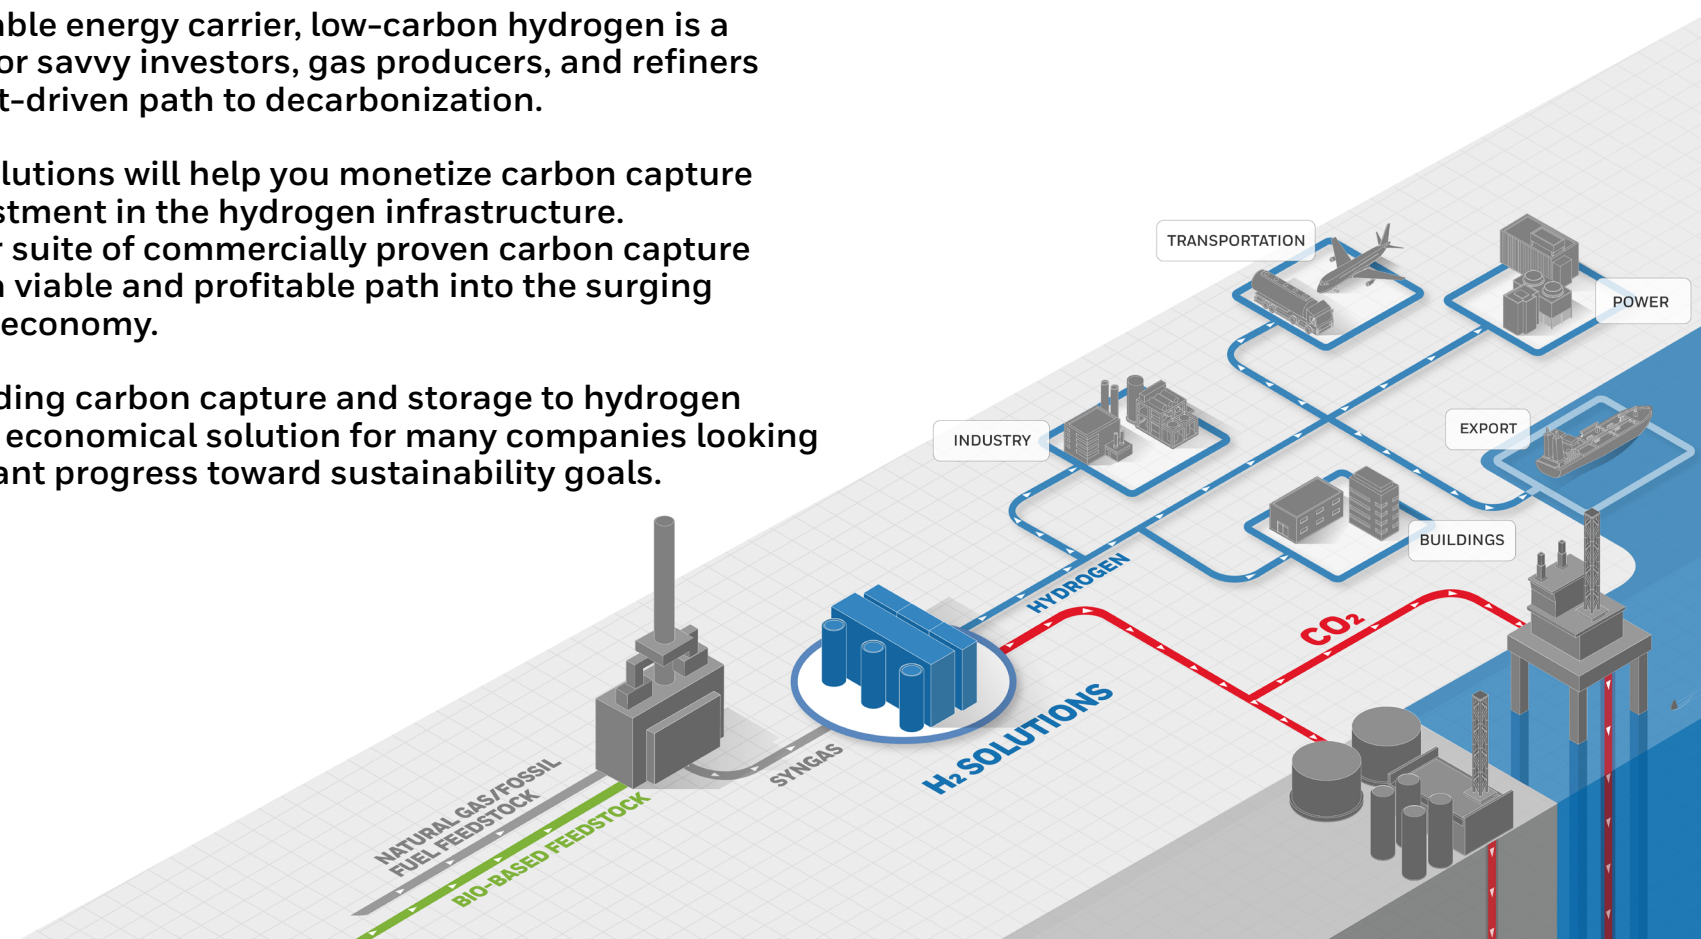 able energy carrier, low-carbon hydrogen is a
or savvy investors, gas producers, and refiners
t-driven path to decarbonization.
lutions will help you monetize carbon capture
stment in the hydrogen infrastructure.
r suite of commercially proven carbon capture
a viable and profitable path into the surging
economy.
ding carbon capture and storage to hydrogen
economical solution for many companies looking
ant progress toward sustainability goals.
TRANSPORTATION
POWER
INDUSTRY
EXPORT
BUILDINGS
HYDROGEN
CO₂
H₂ SOLUTIONS
SYNGAS
NATURAL GAS/FOSSIL
FUEL FEEDSTOCK
BIO-BASED FEEDSTOCK